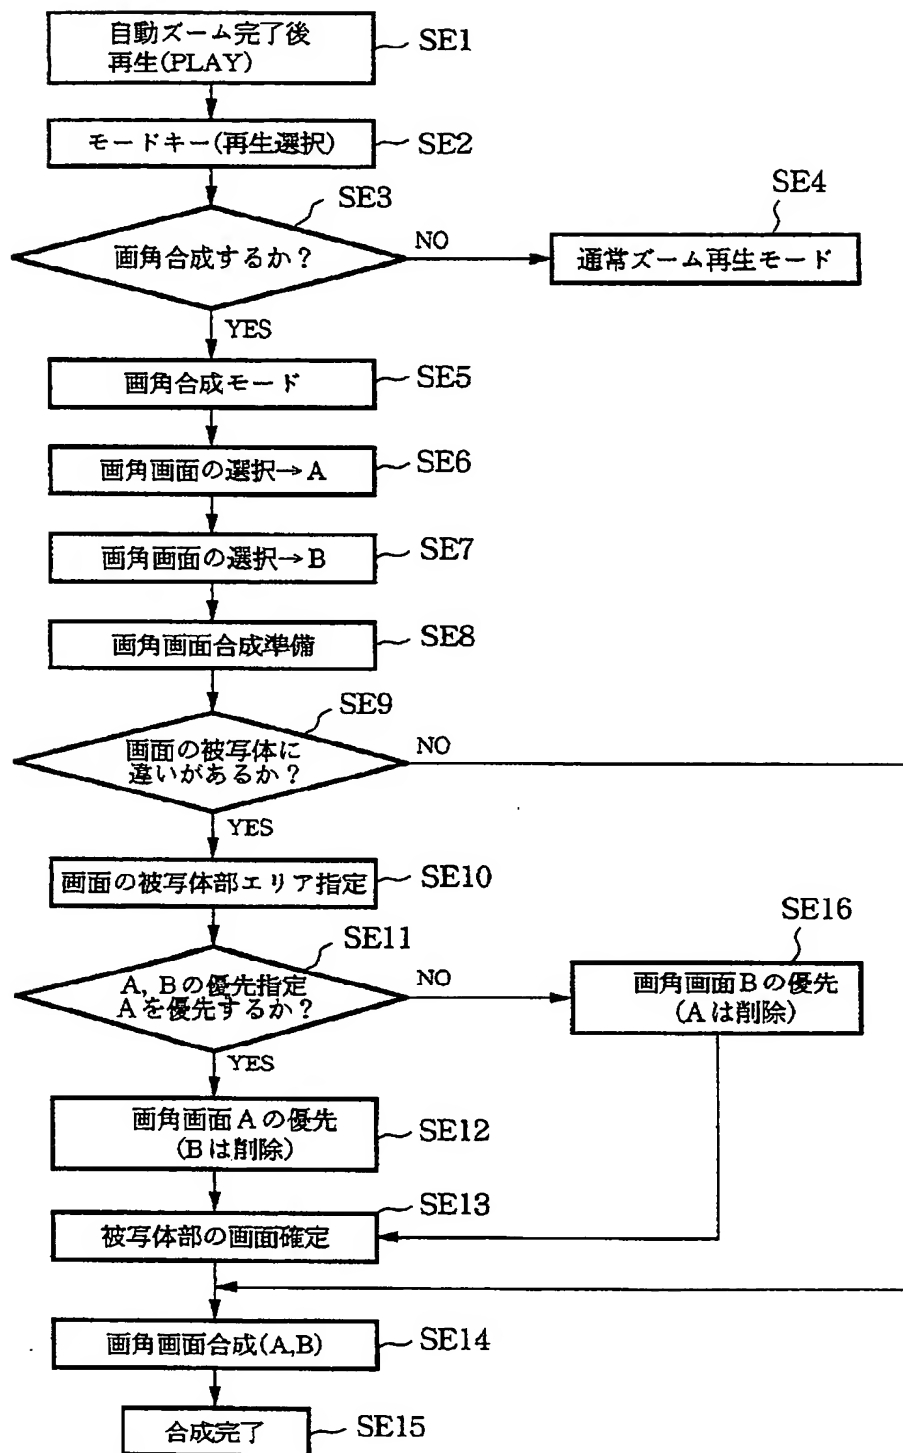 自動ズーム完了後
再生(PLAY)
SE1
モードキー(再生選択)
SE2
SE3
画角合成するか?
NO
SE4
通常ズーム再生モード
YES
画角合成モード
SE5
画角画面の選択→A
SE6
画角画面の選択→B
SE7
画角画面合成準備
SE8
SE9
画面の被写体に
違いがあるか?
NO
YES
画面の被写体部エリア指定
SE10
SE11
A, Bの優先指定
Aを優先するか?
NO
SE16
画角画面Bの優先
(Aは削除)
YES
画角画面Aの優先
(Bは削除)
SE12
SE13
被写体部の画面確定
画角画面合成(A,B)
SE14
合成完了
SE15